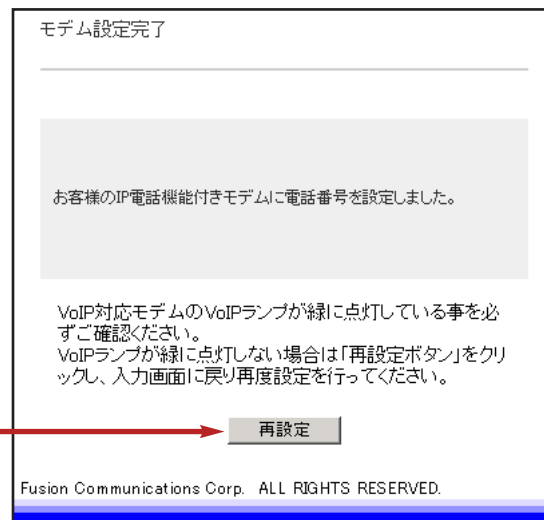 モデム設定完了
お客様のIP電話機能付きモデムに電話番号を設定しました。
VoIP対応モデムのVoIPランプが緑に点灯している事を必
ずご確認ください。
VoIPランプが緑に点灯しない場合は「再設定ボタン」をクリ
ックし、入力画面に戻り再度設定を行ってください。
再設定
Fusion Communications Corp. ALL RIGHTS RESERVED.